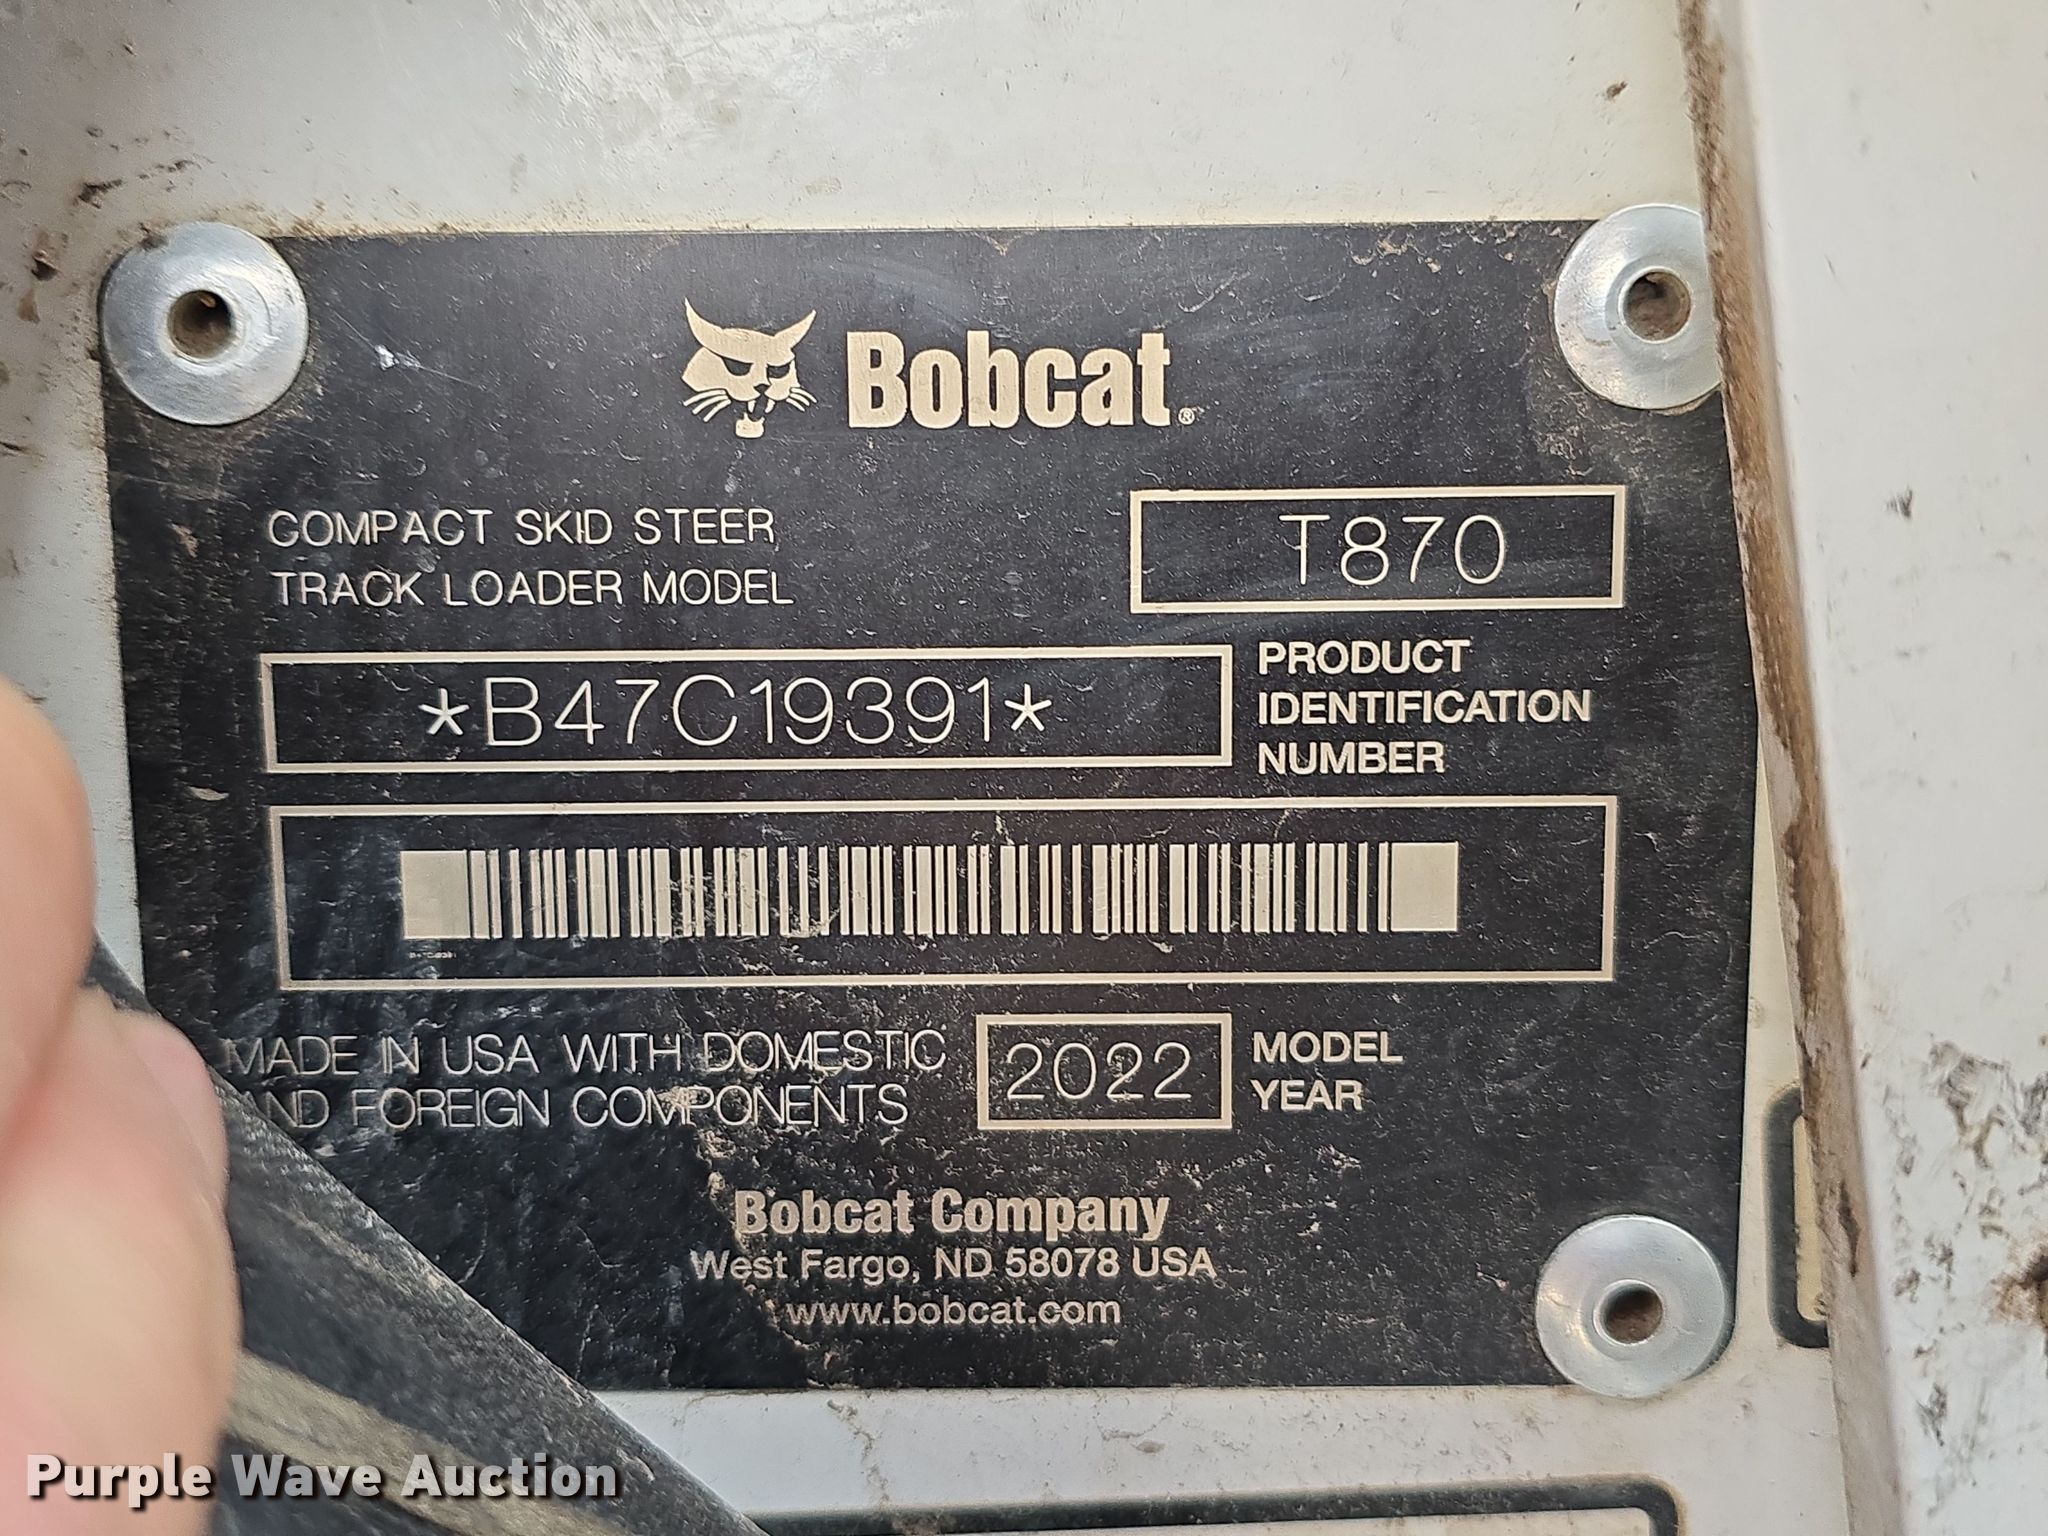 Bobcat®
COMPACT SKID STEER
TRACK LOADER MODEL
T870
*B47C19391*
PRODUCT
IDENTIFICATION
NUMBER
MADE IN USA WITH DOMESTIC
AND FOREIGN COMPONENTS
2022
MODEL
YEAR
Bobcat Company
West Fargo, ND 58078 USA
www.bobcat.com
Purple Wave Auction